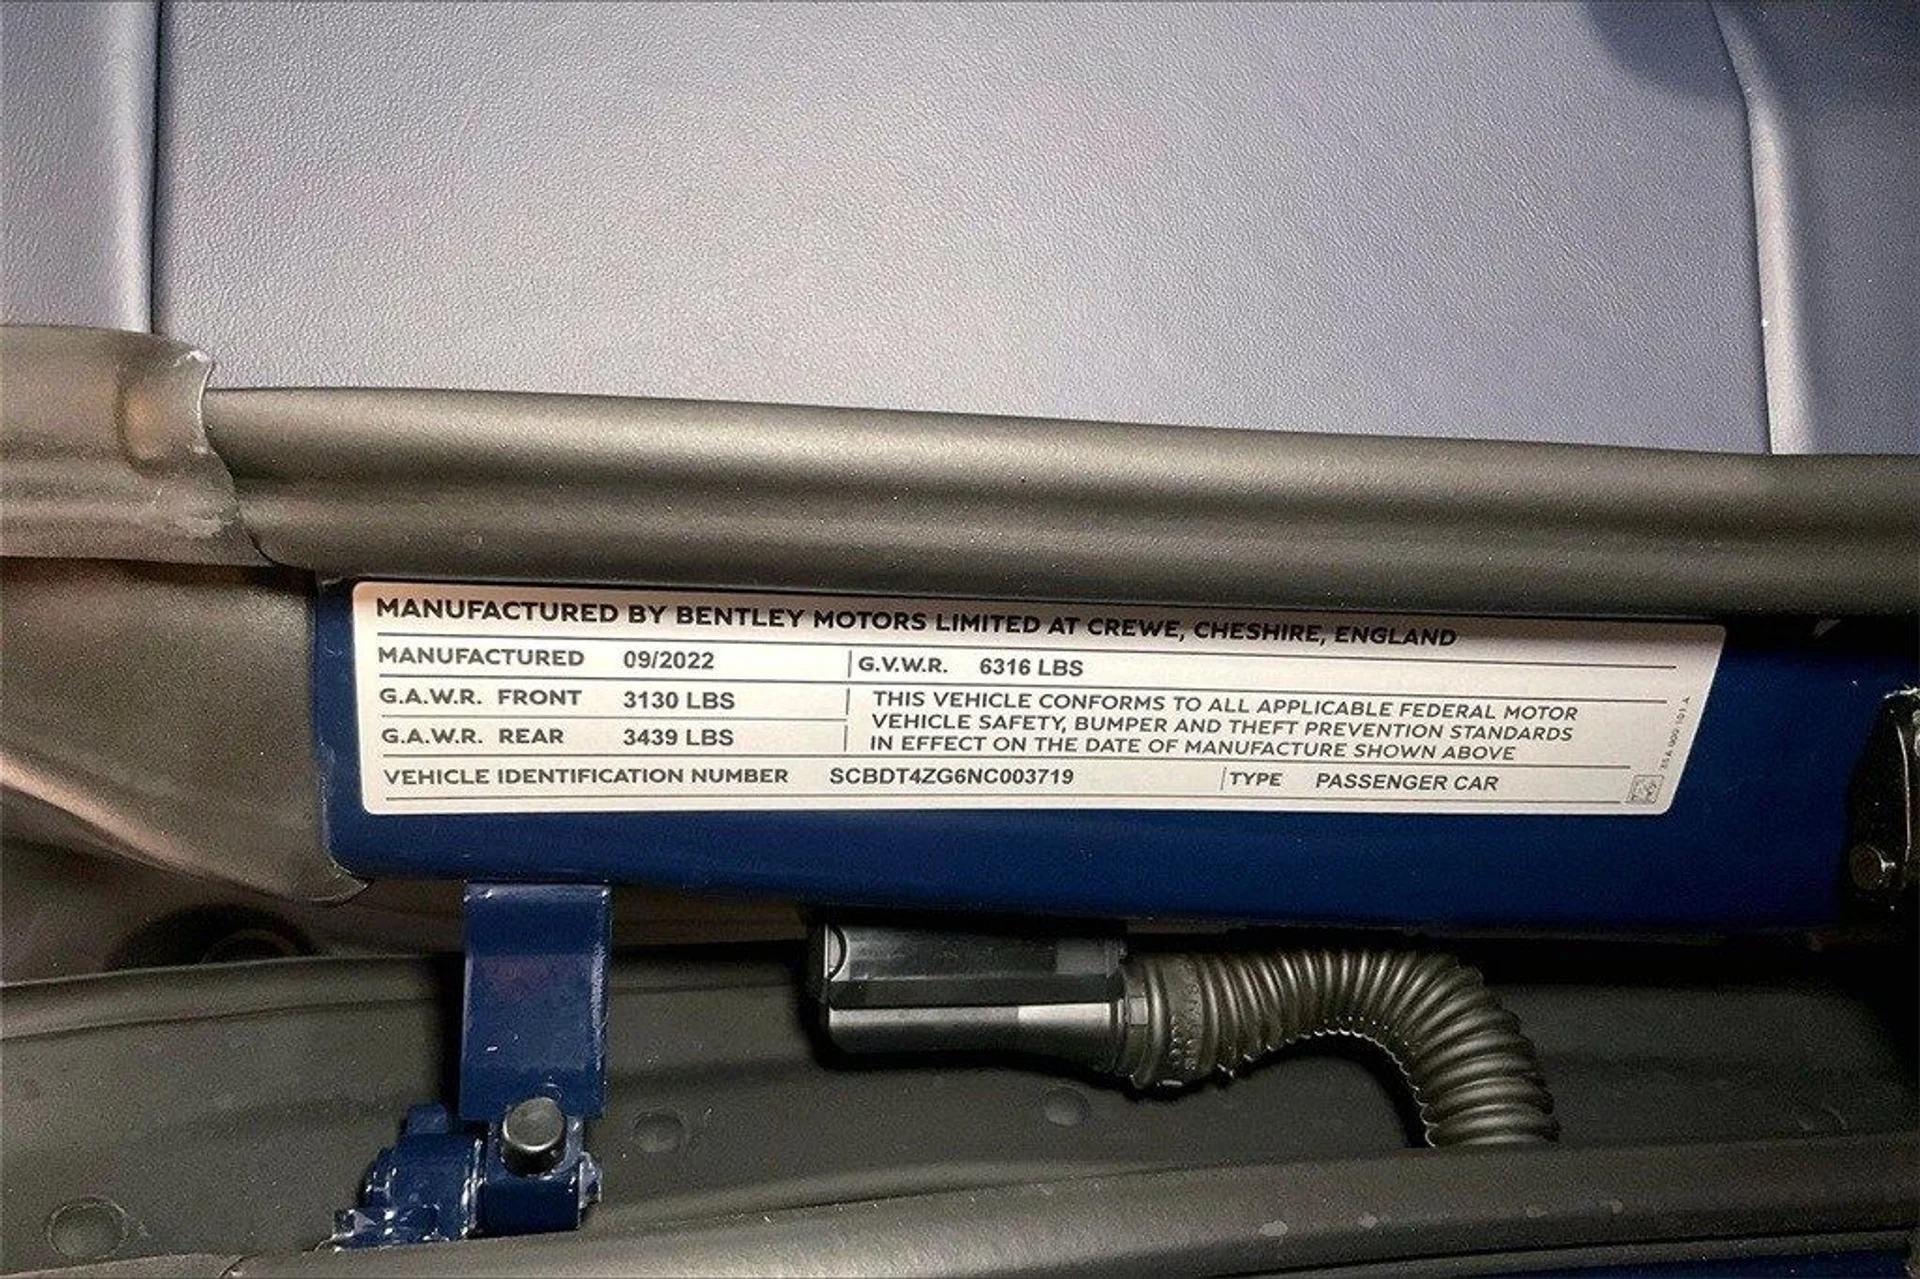 MANUFACTURED BY BENTLEY MOTORS LIMITED AT CREWE, CHESHIRE, ENGLAND
MANUFACTURED 09/2022 G.V.W.R. 6316 LBS
G.A.W.R. FRONT 3130 LBS
G.A.W.R. REAR 3439 LBS
THIS VEHICLE CONFORMS TO ALL APPLICABLE FEDERAL MOTOR
VEHICLE SAFETY, BUMPER AND THEFT PREVENTION STANDARDS
IN EFFECT ON THE DATE OF MANUFACTURE SHOWN ABOVE
VEHICLE IDENTIFICATION NUMBER SCBDT4ZG6NC003719 TYPE PASSENGER CAR